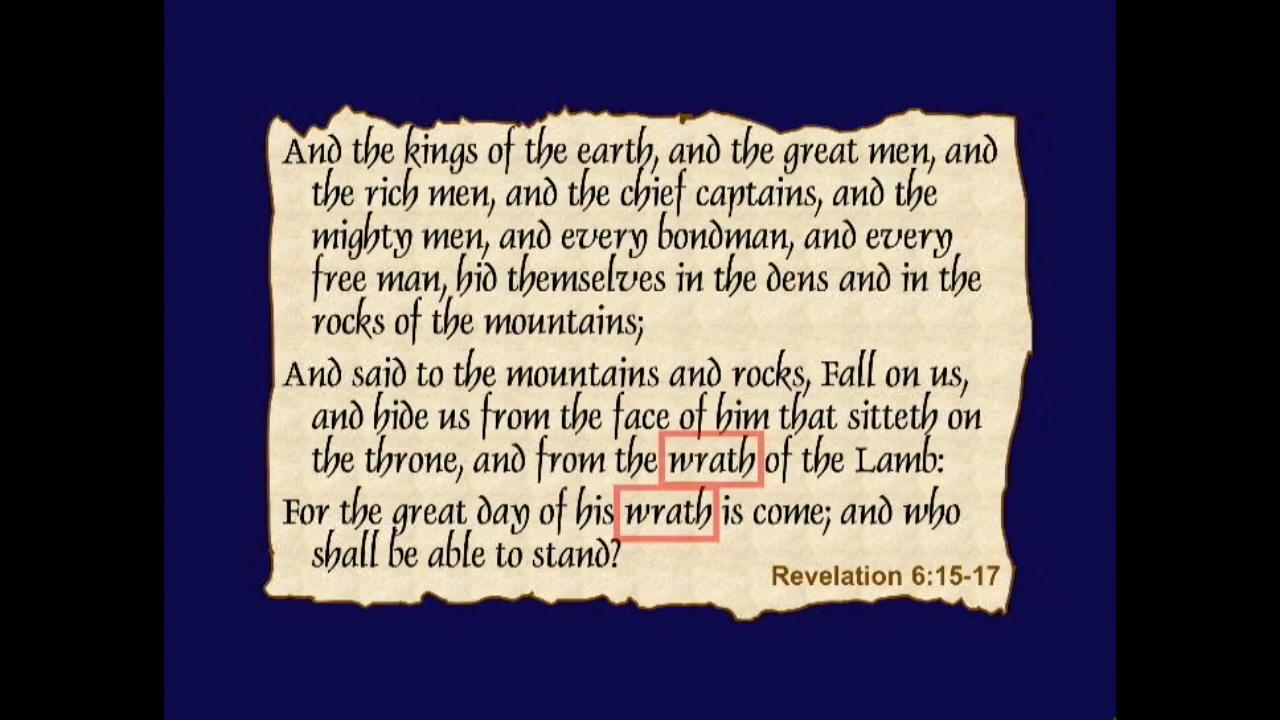 And the kings of the earth, and the great men, and
the rich men, and the chief captains, and the
mighty men, and every bondman, and every
free man, hid themselves in the dens and in the
rocks of the mountains;
And said to the mountains and rocks, Fall on us,
and hide us from the face of him that sitteth on
the throne, and from the wrath of the Lamb:
For the great day of his wrath is come; and who
shall be able to stand?
Revelation 6:15-17